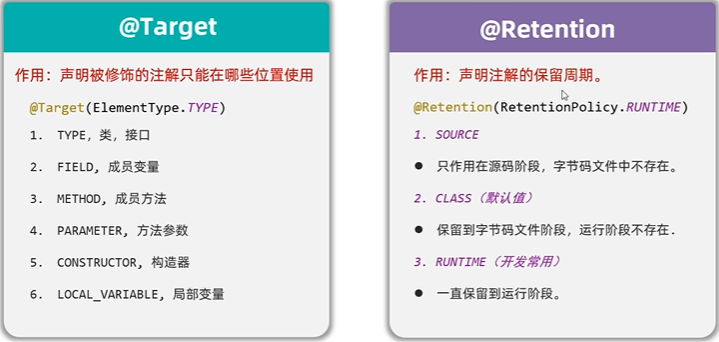 @Target
作用：声明被修饰的注解只能在哪些位置使用
@Target(ElementType.TYPE)
1. TYPE，类，接口
2. FIELD, 成员变量
3. METHOD, 成员方法
4. PARAMETER, 方法参数
5. CONSTRUCTOR, 构造器
6. LOCAL_VARIABLE, 局部变量
@Retention
作用：声明注解的保留周期。
@Retention(RetentionPolicy.RUNTIME)
1. SOURCE
● 只作用在源码阶段，字节码文件中不存在。
2. CLASS（默认值）
● 保留到字节码文件阶段，运行阶段不存在.
3. RUNTIME（开发常用）
● 一直保留到运行阶段。